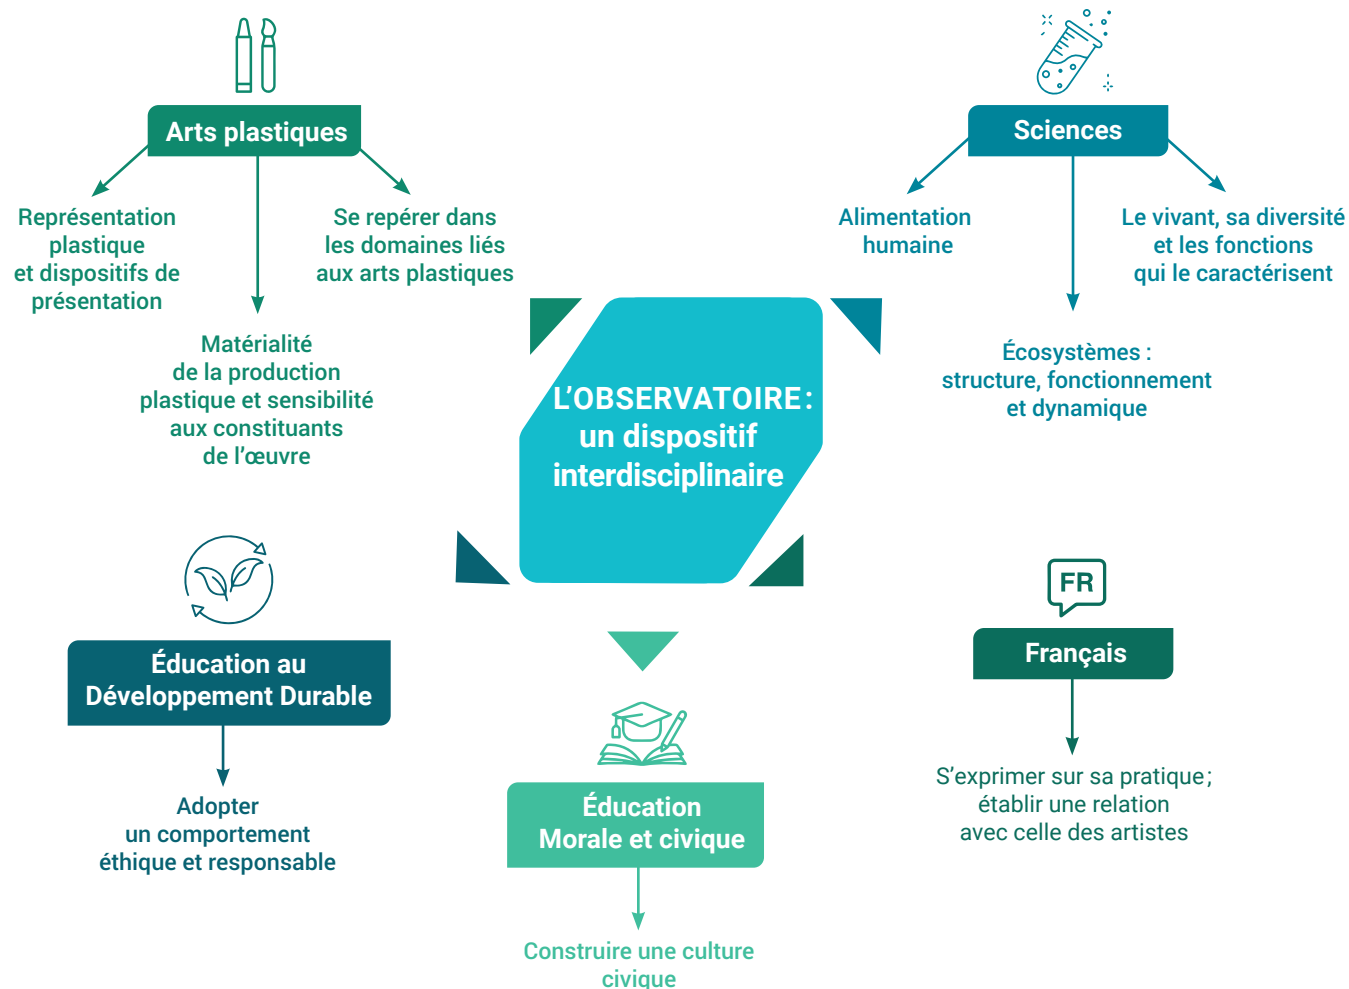 Arts plastiques
Représentation
plastique
et dispositifs de
présentation
Matérialité
de la production
plastique et sensibilité
aux constituants
de l’œuvre
Se repérer dans
les domaines liés
aux arts plastiques
Sciences
Alimentation
humaine
Écosystèmes :
structure, fonctionnement
et dynamique
Le vivant, sa diversité
et les fonctions
qui le caractérisent
L’OBSERVATOIRE :
un dispositif
interdisciplinaire
Éducation au
Développement Durable
Adopter
un comportement
éthique et responsable
Éducation
Morale et civique
Construire une culture
civique
FR
Français
S’exprimer sur sa pratique ;
établir une relation
avec celle des artistes